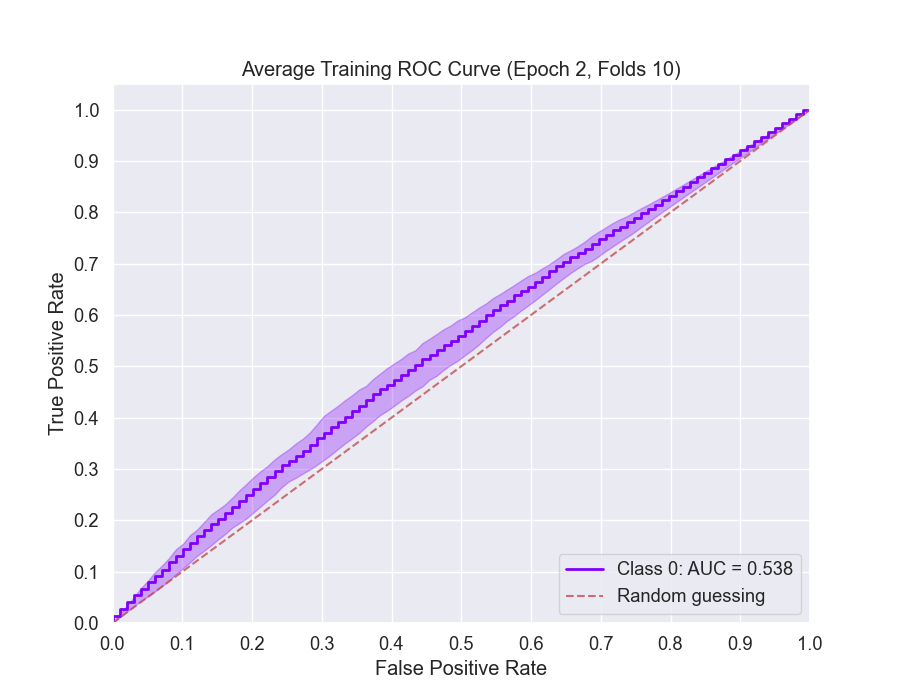 Average Training ROC Curve (Epoch 2, Folds 10)
True Positive Rate
1.0
0.9
0.8
0.7
0.6
0.5
0.4
0.3
0.2
0.1
0.0
Class 0: AUC = 0.538
Random guessing
0.0 0.1 0.2 0.3 0.4 0.5 0.6 0.7 0.8 0.9 1.0
False Positive Rate